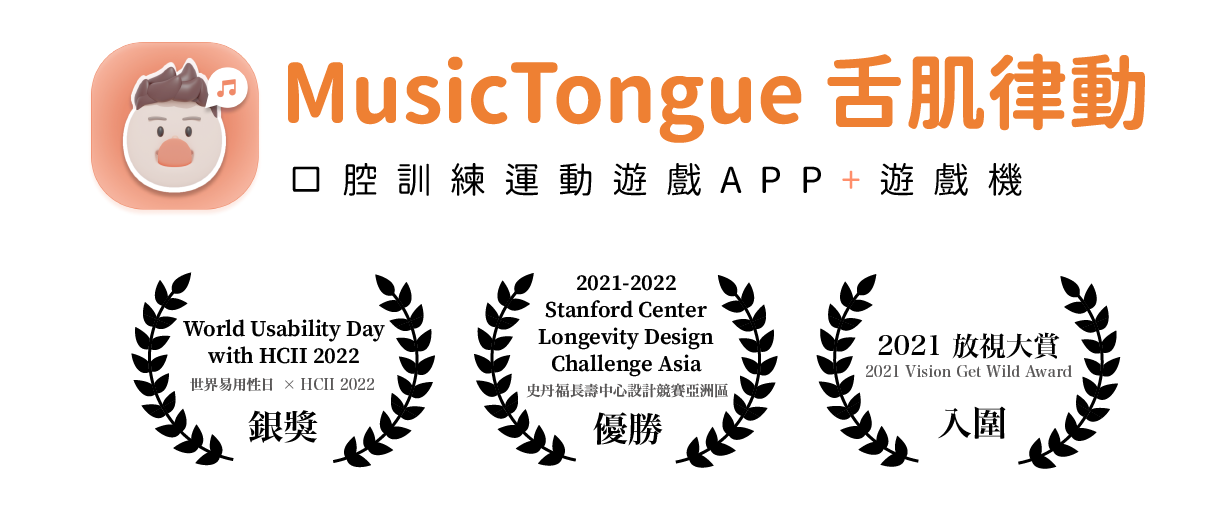 MusicTongue 舌肌律動
口腔訓練運動遊戲APP+遊戲機
World Usability Day
with HCII 2022
世界易用性日 × HCII 2022
銀獎
2021-2022
Stanford Center
Longevity Design
Challenge Asia
史丹福長壽中心設計競賽亞洲區
優勝
2021 放視大賞
2021 Vision Get Wild Award
入圍